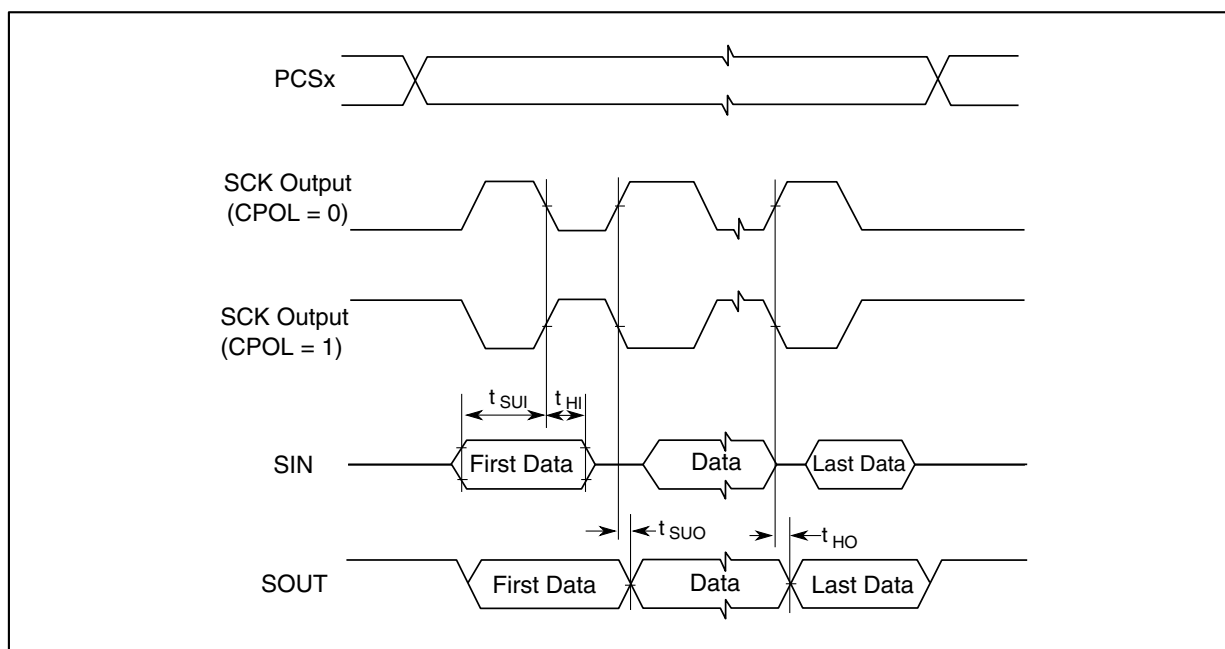 PCSx
SCK Output
(CPOL = 0)
SCK Output
(CPOL = 1)
t SUI
t HI
SIN
First Data
Data
Last Data
t SUO
t HO
SOUT
First Data
Data
Last Data